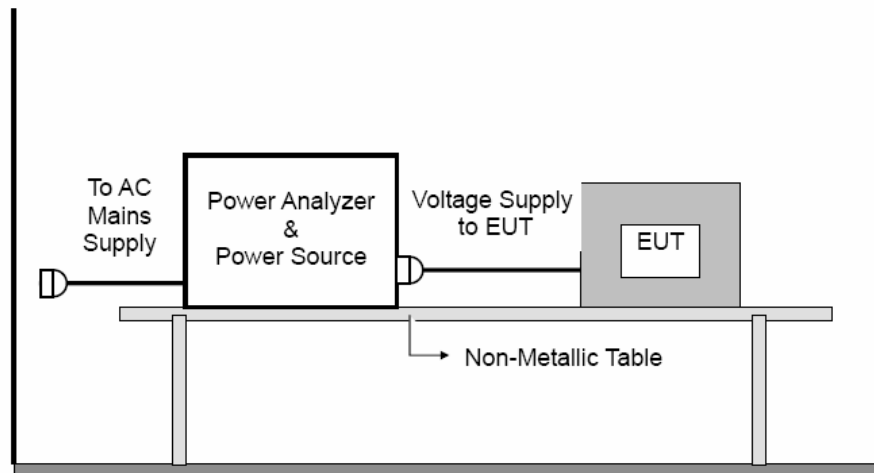 To AC
Mains
Supply
Power Analyzer
&
Power Source
Voltage Supply
to EUT
EUT
Non-Metallic Table